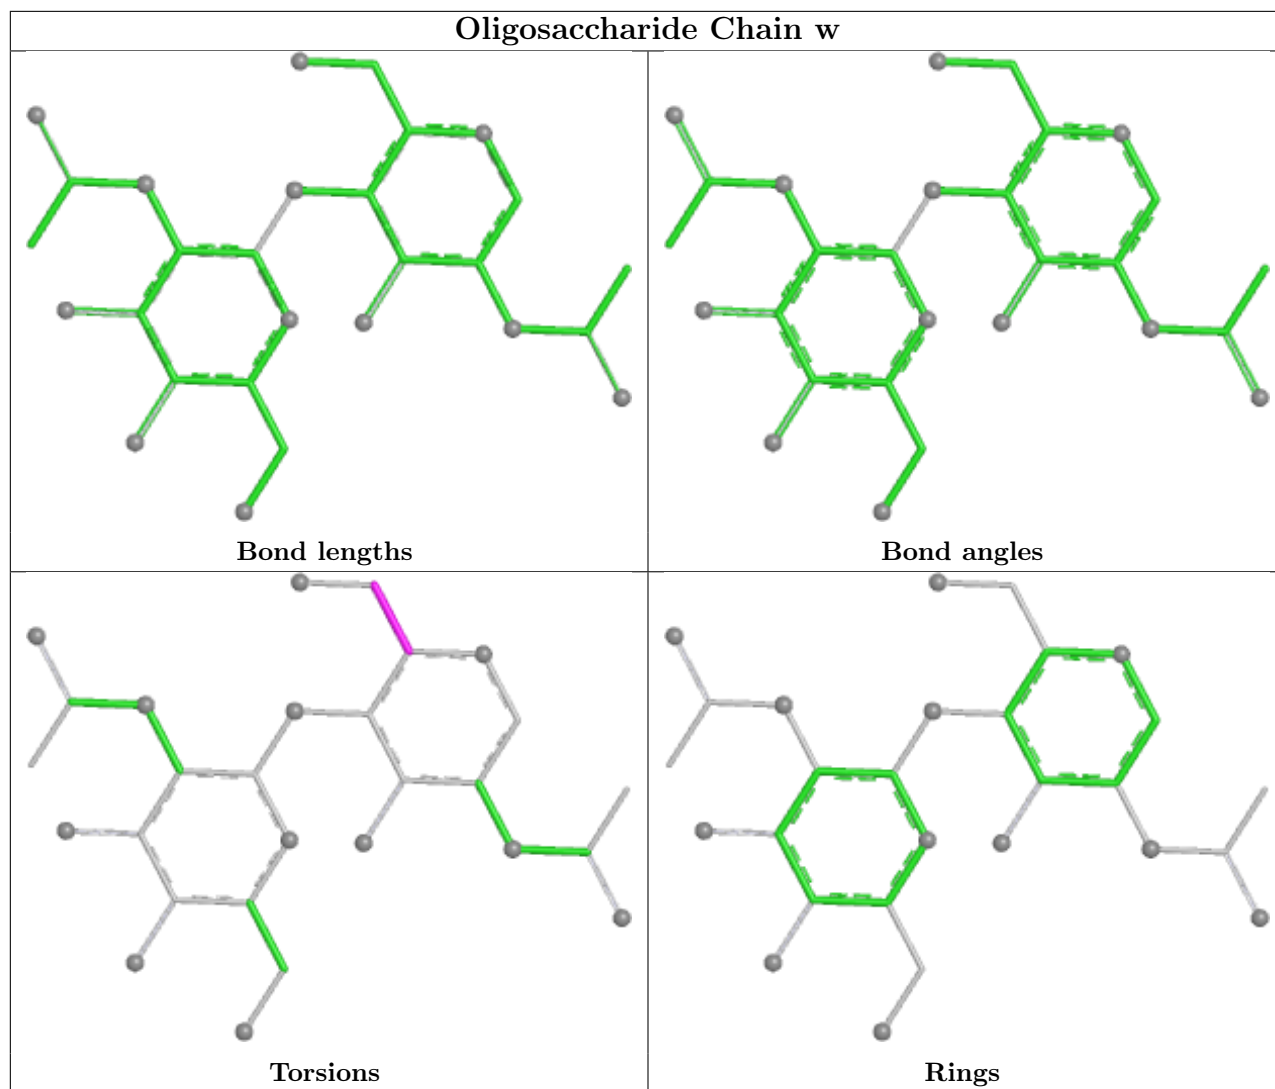 Oligosaccharide Chain w
Bond lengths
Bond angles
Torsions
Rings